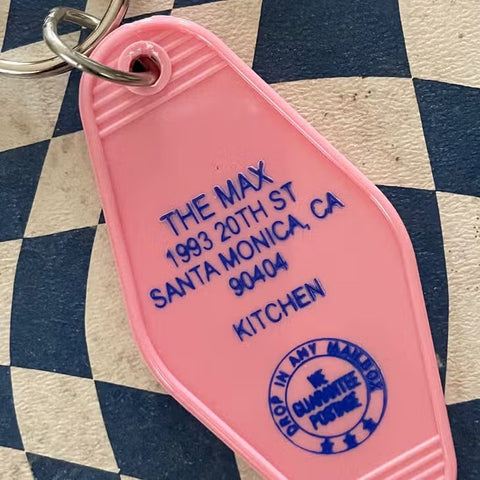 THE MAX
1993 20TH ST
SANTA MONICA, CA
90404
KITCHEN
DROP IN ANY MAILBOX
WE
GUARANTEE
POSTAGE